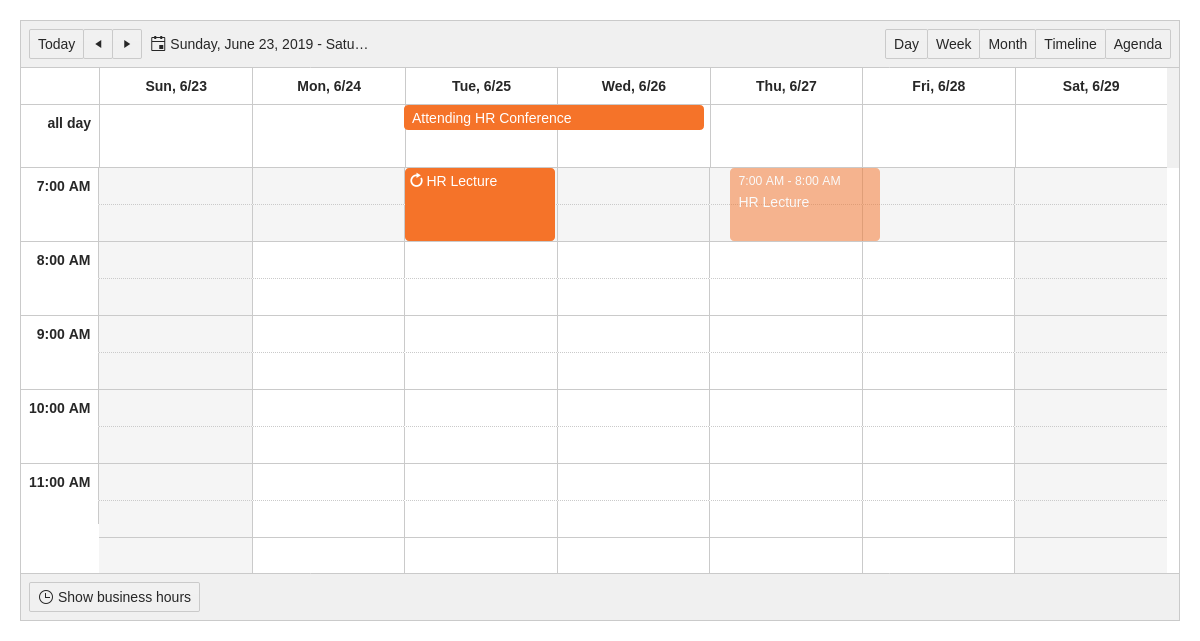 Today
Sunday, June 23, 2019 - Satu…
Day Week Month Timeline Agenda
Sun, 6/23 Mon, 6/24 Tue, 6/25 Wed, 6/26 Thu, 6/27 Fri, 6/28 Sat, 6/29
all day
Attending HR Conference
7:00 AM
HR Lecture
7:00 AM - 8:00 AM
HR Lecture
8:00 AM
9:00 AM
10:00 AM
11:00 AM
Show business hours